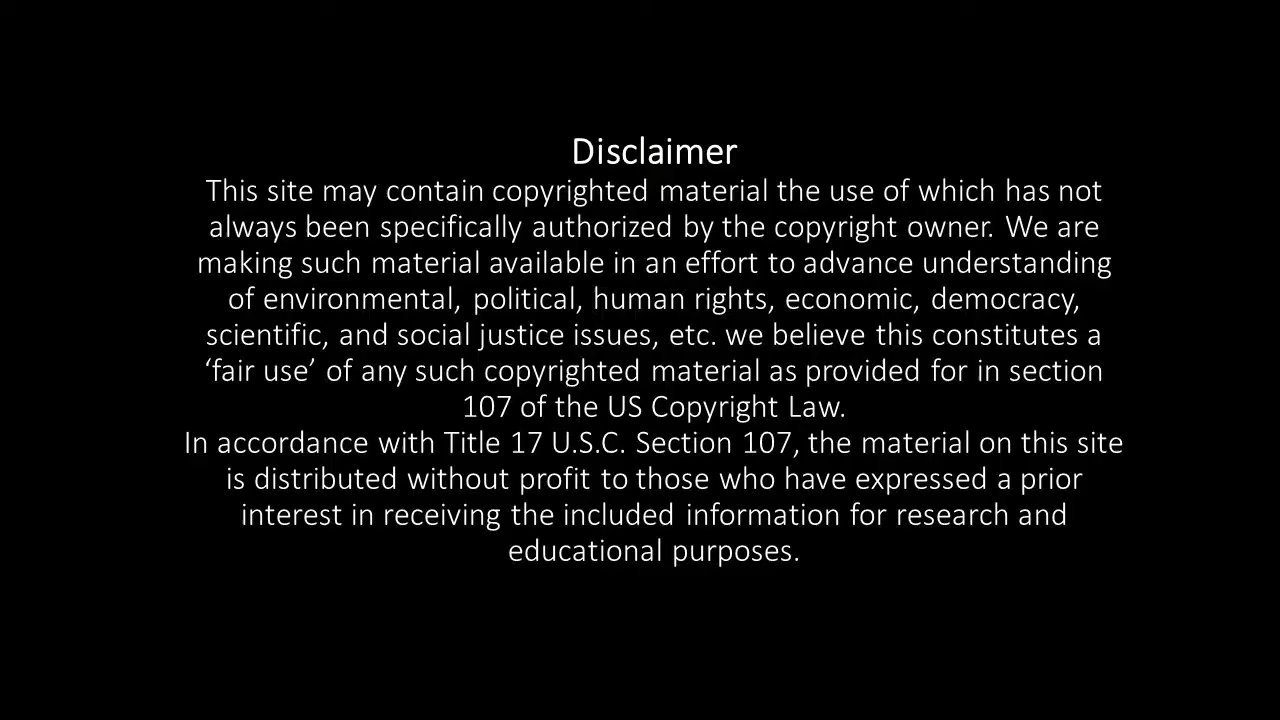 Disclaimer
This site may contain copyrighted material the use of which has not
always been specifically authorized by the copyright owner. We are
making such material available in an effort to advance understanding
of environmental, political, human rights, economic, democracy,
scientific, and social justice issues, etc. we believe this constitutes a
‘fair use’ of any such copyrighted material as provided for in section
107 of the US Copyright Law.
In accordance with Title 17 U.S.C. Section 107, the material on this site
is distributed without profit to those who have expressed a prior
interest in receiving the included information for research and
educational purposes.